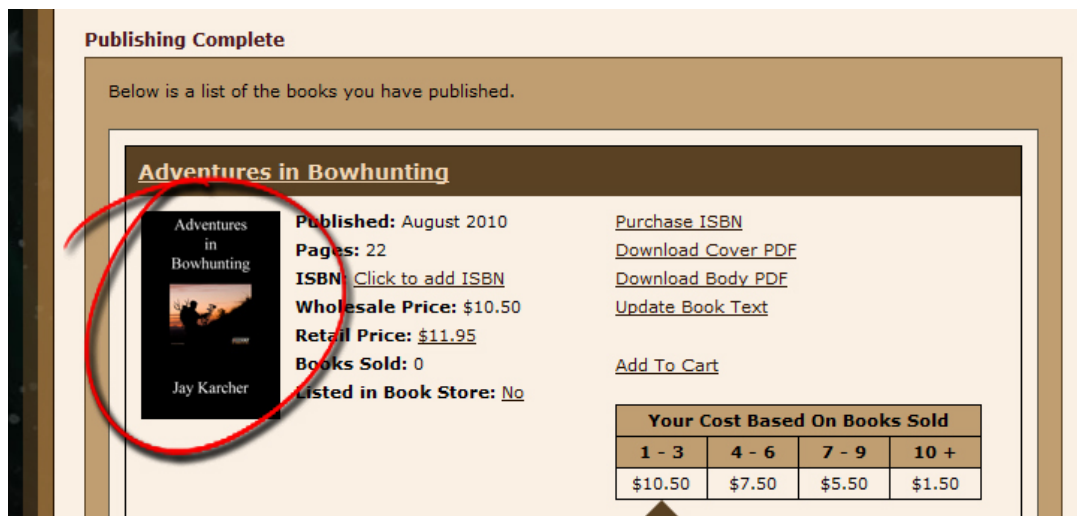 Publishing Complete
Below is a list of the books you have published.
Adventures in Bowhunting
Adventures
in
Bowhunting
Jay Karcher
Published: August 2010
Pages: 22
ISBN: Click to add ISBN
Wholesale Price: $10.50
Retail Price: $11.95
Books Sold: 0
Listed in Book Store: No
Purchase ISBN
Download Cover PDF
Download Body PDF
Update Book Text
Add To Cart
Your Cost Based On Books Sold
1 - 3 4 - 6 7 - 9 10 +
$10.50 $7.50 $5.50 $1.50